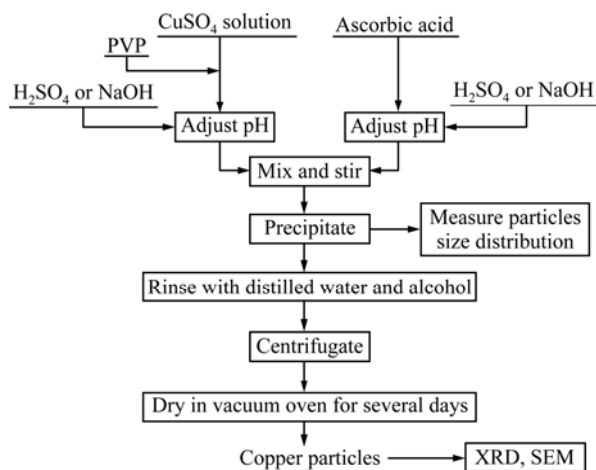 CuSO4 solution
Ascorbic acid
PVP
H2SO4 or NaOH
H2SO4 or NaOH
Adjust pH
Adjust pH
Mix and stir
Precipitate
Measure particles
size distribution
Rinse with distilled water and alcohol
Centrifugate
Dry in vacuum oven for several days
Copper particles
XRD, SEM